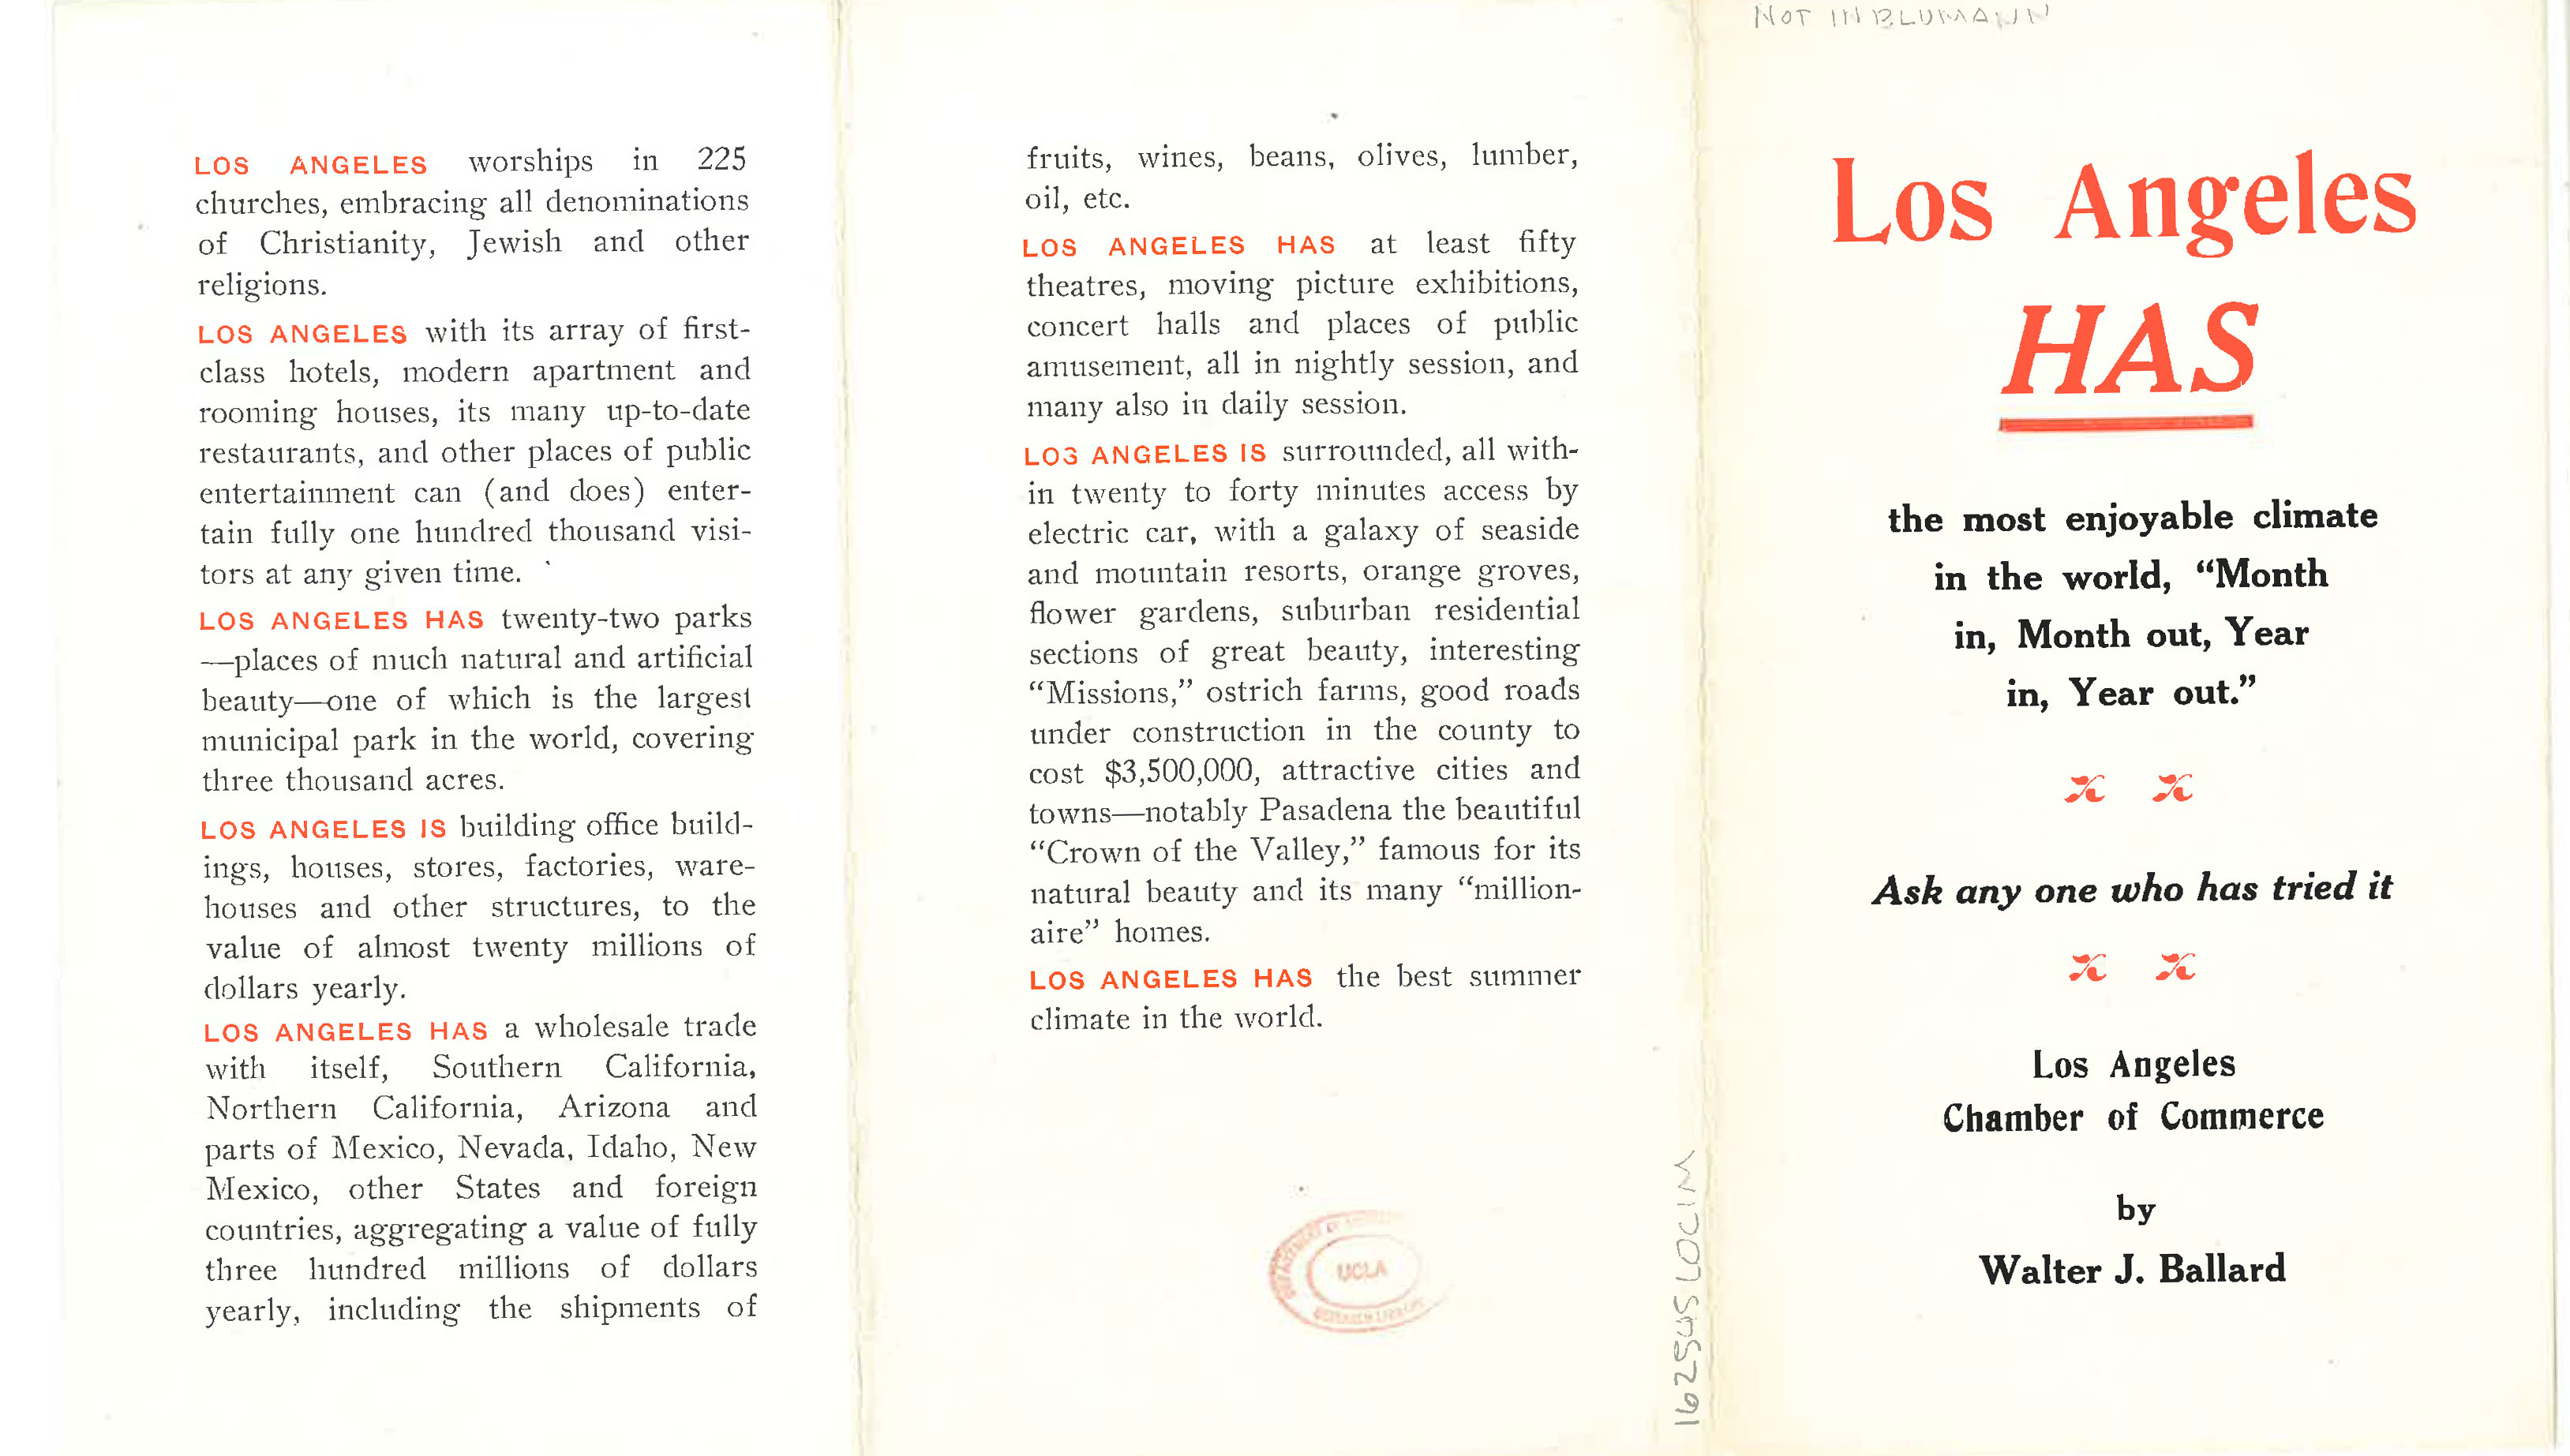 LOS ANGELES worships in 225
churches, embracing all denominations
of Christianity, Jewish and other
religions.
LOS ANGELES with its array of first-
class hotels, modern apartment and
rooming houses, its many up-to-date
restaurants, and other places of public
entertainment can (and does) enter-
tain fully one hundred thousand visi-
tors at any given time.
LOS ANGELES HAS twenty-two parks
—places of much natural and artificial
beauty—one of which is the largest
municipal park in the world, covering
three thousand acres.
LOS ANGELES IS building office build-
ings, houses, stores, factories, ware-
houses and other structures, to the
value of almost twenty millions of
dollars yearly.
LOS ANGELES HAS a wholesale trade
with itself, Southern California,
Northern California, Arizona and
parts of Mexico, Nevada, Idaho, New
Mexico, other States and foreign
countries, aggregating a value of fully
three hundred millions of dollars
yearly, including the shipments of
fruits, wines, beans, olives, lumber,
oil, etc.
LOS ANGELES HAS at least fifty
theatres, moving picture exhibitions,
concert halls and places of public
amusement, all in nightly session, and
many also in daily session.
LOS ANGELES IS surrounded, all with-
in twenty to forty minutes access by
electric car, with a galaxy of seaside
and mountain resorts, orange groves,
flower gardens, suburban residential
sections of great beauty, interesting
“Missions,” ostrich farms, good roads
under construction in the county to
cost $3,500,000, attractive cities and
towns—notably Pasadena the beautiful
“Crown of the Valley,” famous for its
natural beauty and its many “million-
aire” homes.
LOS ANGELES HAS the best summer
climate in the world.
UCLA
NOT IN BLUMANN
Los Angeles
HAS
the most enjoyable climate
in the world, “Month
in, Month out, Year
in, Year out.”
Ask any one who has tried it
Los Angeles
Chamber of Commerce
by
Walter J. Ballard